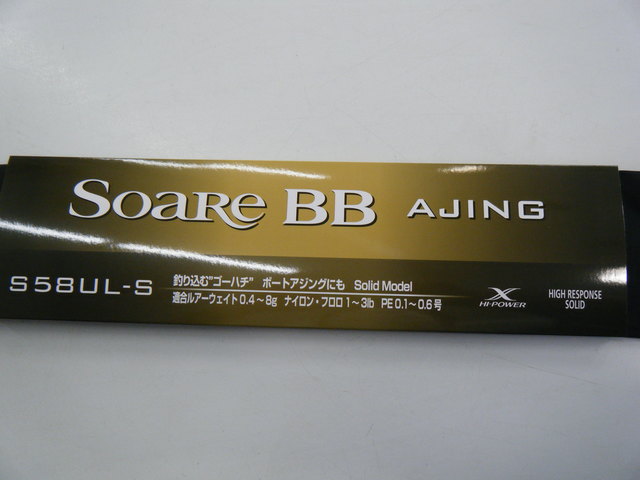 SOARE BB AJING
S58UL-S
釣り込む"ゴーハチ" ボートアジングにも Solid Model
適合ルアーウェイト0.4～8g ナイロン・フロロ1～3lb PE0.1～0.6号
X
HI-POWER
HIGH RESPONSE
SOLID